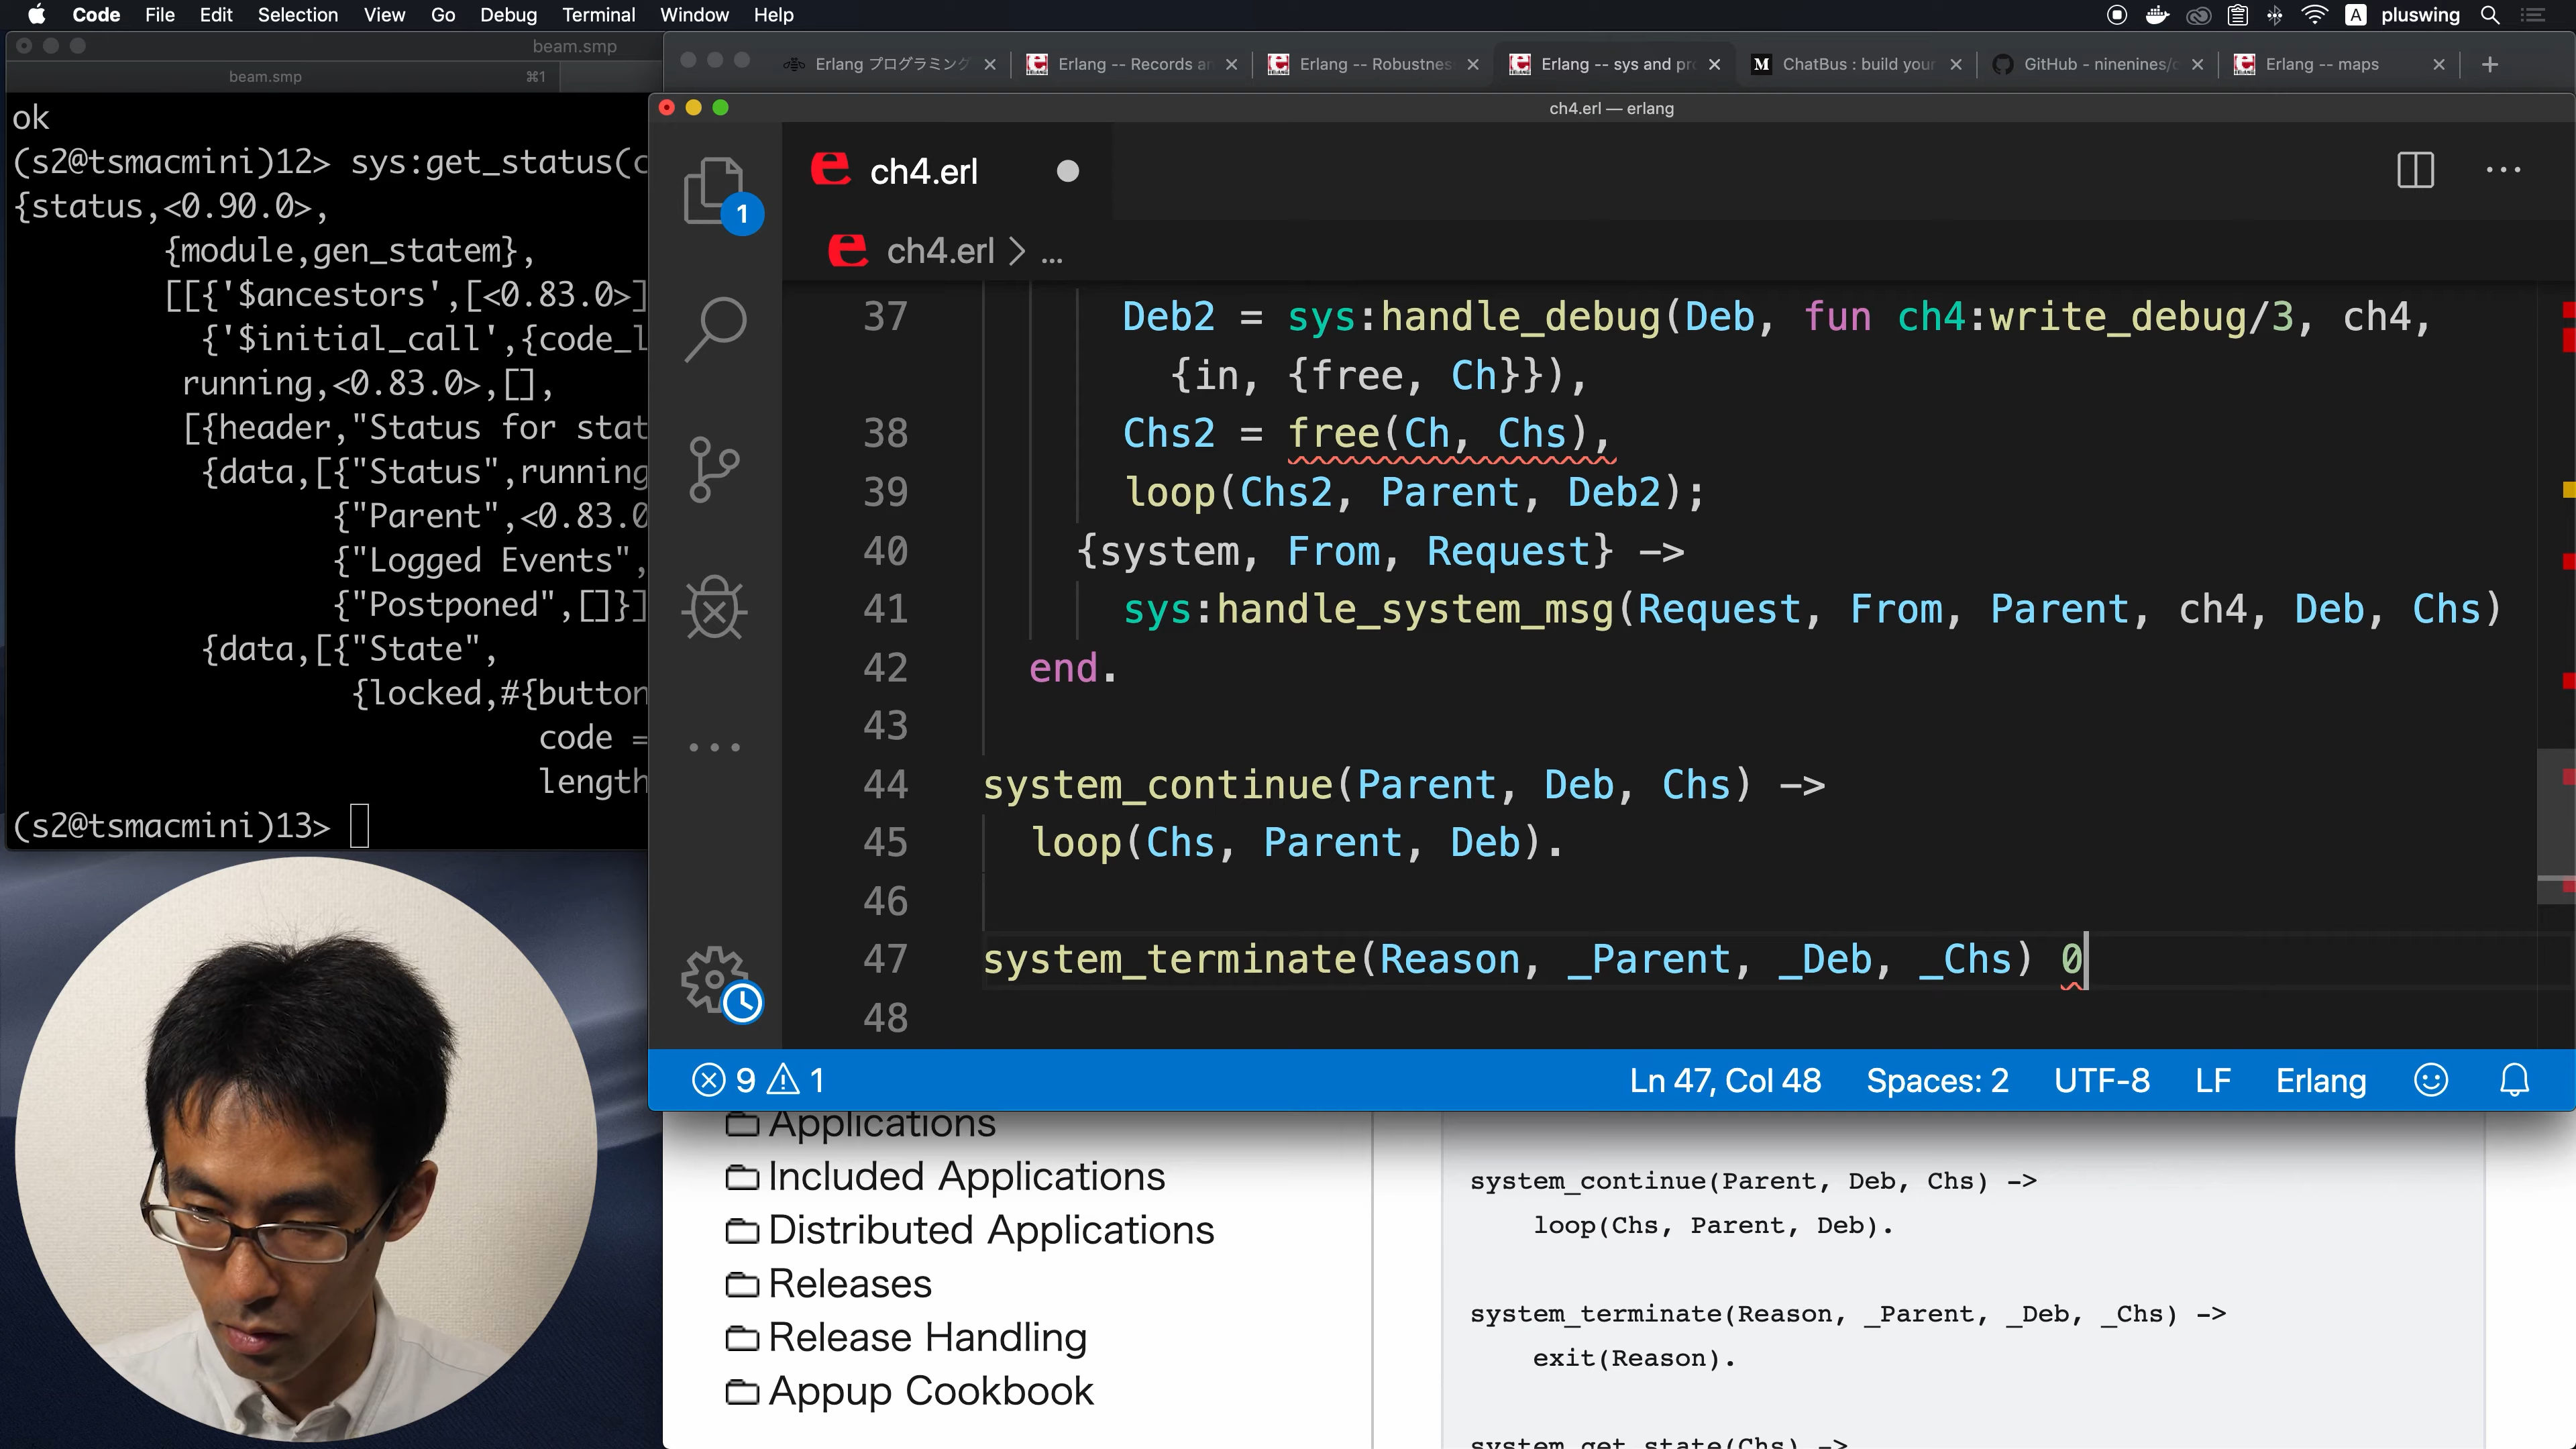 Code File Edit Selection View Go Debug Terminal Window Help A pluswing
beam.smp
beam.smp ⌘1
ok
(s2@tsmacmini)12> sys:get_status(c
{status,<0.90.0>,
{module,gen_statem},
[[{'$ancestors',[<0.83.0>]
{'$initial_call',{code_l
running,<0.83.0>,[],
[{header,"Status for stat
{data,[{"Status",running
{"Parent",<0.83.0
{"Logged Events",
{"Postponed",[]}]
{data,[{"State",
{locked,#{button
code =
length
(s2@tsmacmini)13>
Erlang プログラミング
Erlang -- Records an
Erlang -- Robustnes
Erlang -- sys and pr
M ChatBus : build your
GitHub - ninenines/c
Erlang -- maps
ch4.erl — erlang
ch4.erl
ch4.erl > ...
1
37 Deb2 = sys:handle_debug(Deb, fun ch4:write_debug/3, ch4,
{in, {free, Ch}}),
38 Chs2 = free(Ch, Chs),
39 loop(Chs2, Parent, Deb2);
40 {system, From, Request} ->
41 sys:handle_system_msg(Request, From, Parent, ch4, Deb, Chs)
42 end.
43
44 system_continue(Parent, Deb, Chs) ->
45 loop(Chs, Parent, Deb).
46
47 system_terminate(Reason, _Parent, _Deb, _Chs) 0
48
9 1 Ln 47, Col 48 Spaces: 2 UTF-8 LF Erlang
Applications
Included Applications
Distributed Applications
Releases
Release Handling
Appup Cookbook
system_continue(Parent, Deb, Chs) ->
loop(Chs, Parent, Deb).
system_terminate(Reason, _Parent, _Deb, _Chs) ->
exit(Reason).
system_get_state(Chs) ->